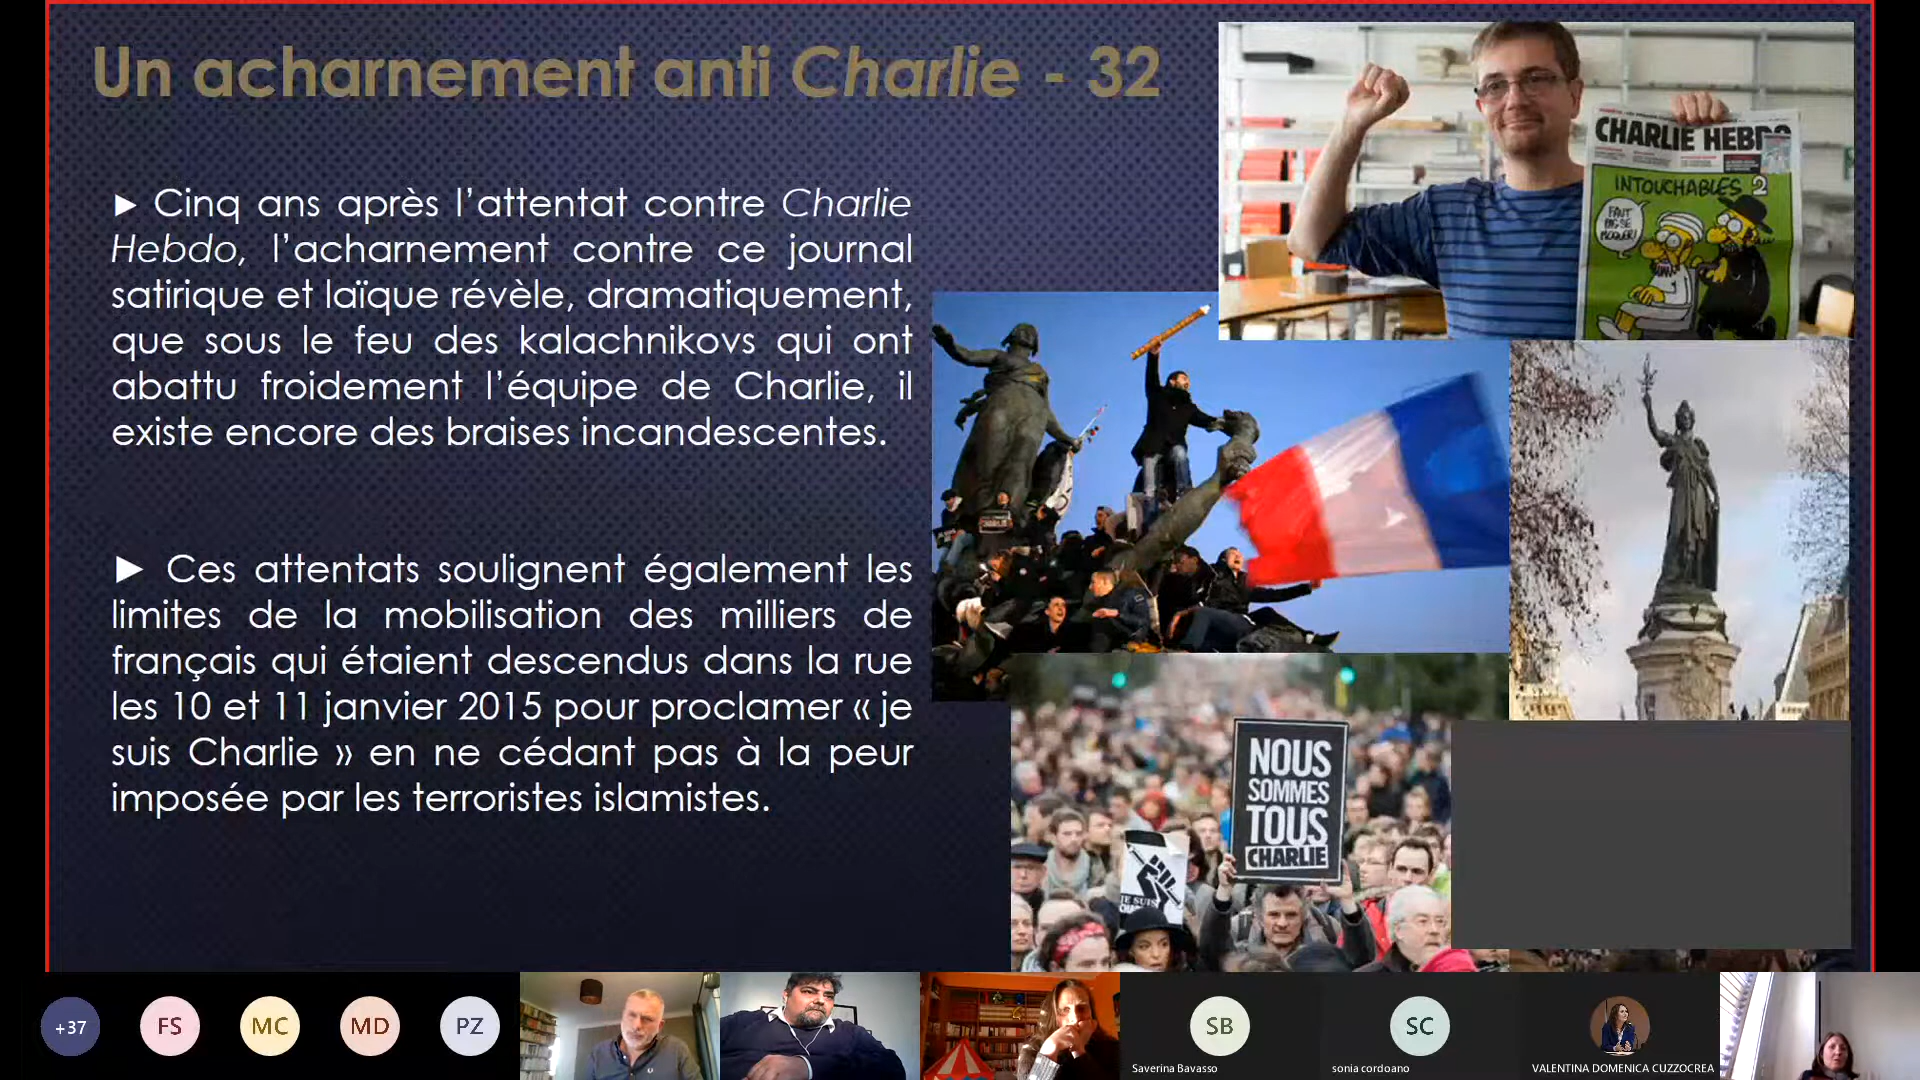 Un acharnement anti Charlie - 32
► Cinq ans après l’attentat contre Charlie
Hebdo, l’acharnement contre ce journal
satirique et laïque révèle, dramatiquement,
que sous le feu des kalachnikovs qui ont
abattu froidement l’équipe de Charlie, il
existe encore des braises incandescentes.
► Ces attentats soulignent également les
limites de la mobilisation des milliers de
français qui étaient descendus dans la rue
les 10 et 11 janvier 2015 pour proclamer « je
suis Charlie » en ne cédant pas à la peur
imposée par les terroristes islamistes.
CHARLIE HEBDO
INTOUCHABLES 2
FAUT
PAS SE
MOQUER!
NOUS
SOMMES
TOUS
CHARLIE
JE SUIS
+37
FS
MC
MD
PZ
SB
SC
Saverina Bavasso
sonia cordoano
VALENTINA DOMENICA CUZZOCREA